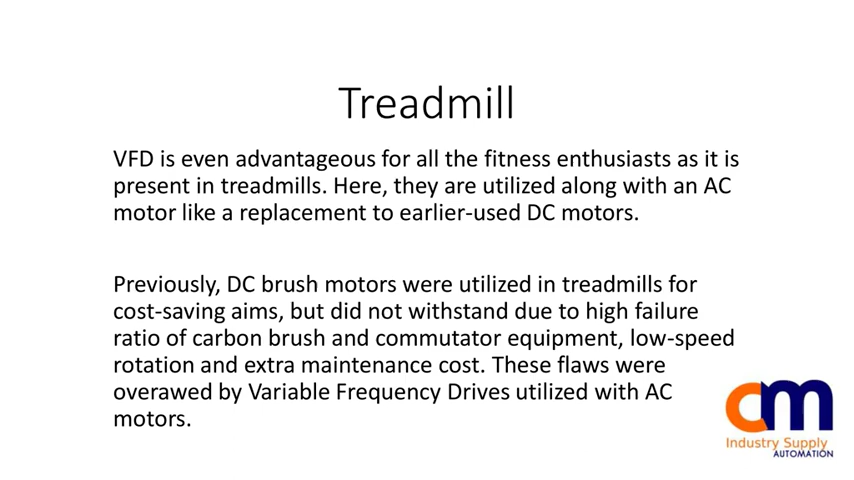 Treadmill
VFD is even advantageous for all the fitness enthusiasts as it is
present in treadmills. Here, they are utilized along with an AC
motor like a replacement to earlier-used DC motors.
Previously, DC brush motors were utilized in treadmills for
cost-saving aims, but did not withstand due to high failure
ratio of carbon brush and commutator equipment, low-speed
rotation and extra maintenance cost. These flaws were
overawed by Variable Frequency Drives utilized with AC
motors.
am
Industry Supply
AUTOMATION